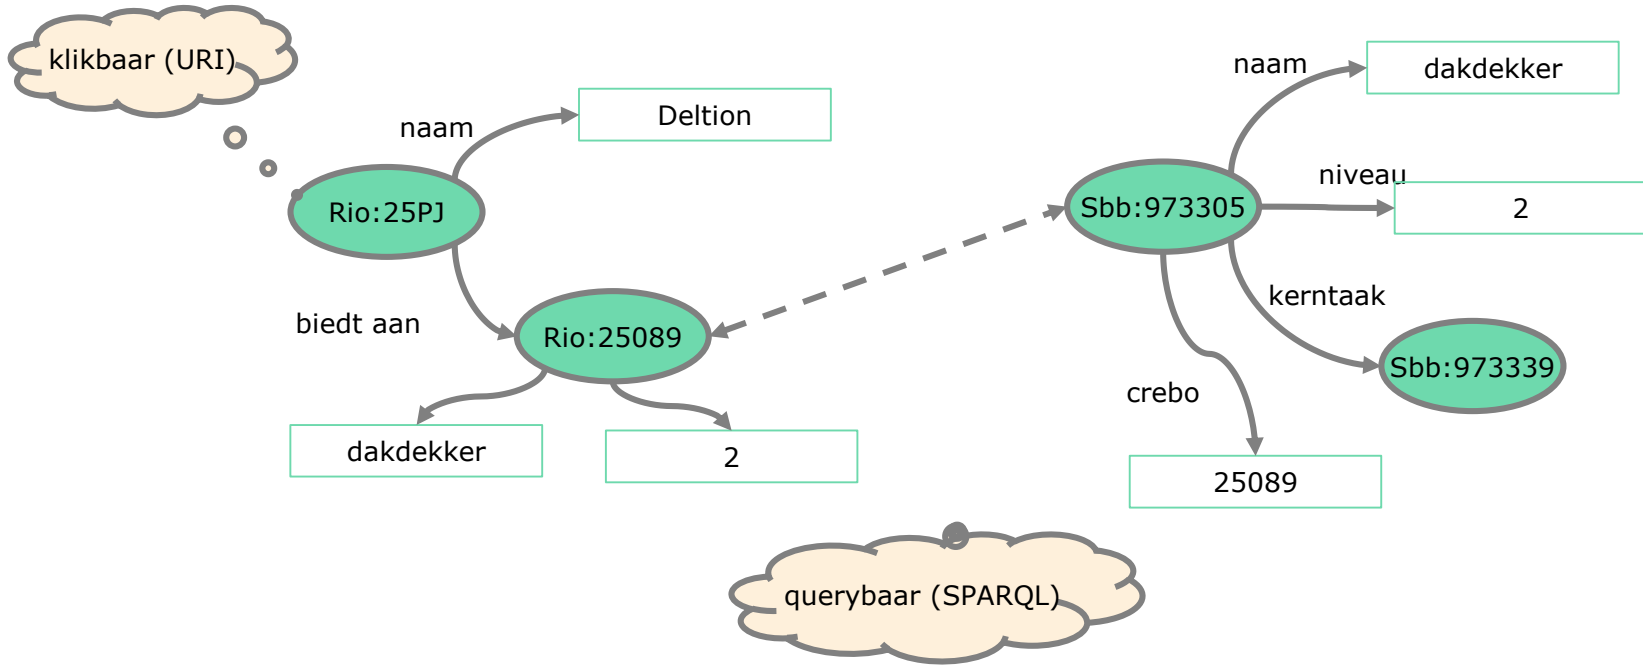 klikbaar (URI)
naam
Deltion
Rio:25PJ
biedt aan
Rio:25089
dakdekker
2
naam
dakdekker
Sbb:973305
niveau
2
kerntaak
Sbb:973339
crebo
25089
querybaar (SPARQL)